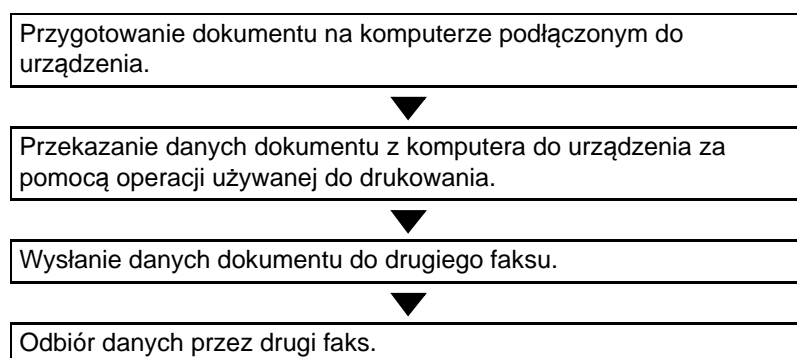 Przygotowanie dokumentu na komputerze podłączonym do
urządzenia.
Przekazanie danych dokumentu z komputera do urządzenia za
pomocą operacji używanej do drukowania.
Wysłanie danych dokumentu do drugiego faksu.
Odbiór danych przez drugi faks.